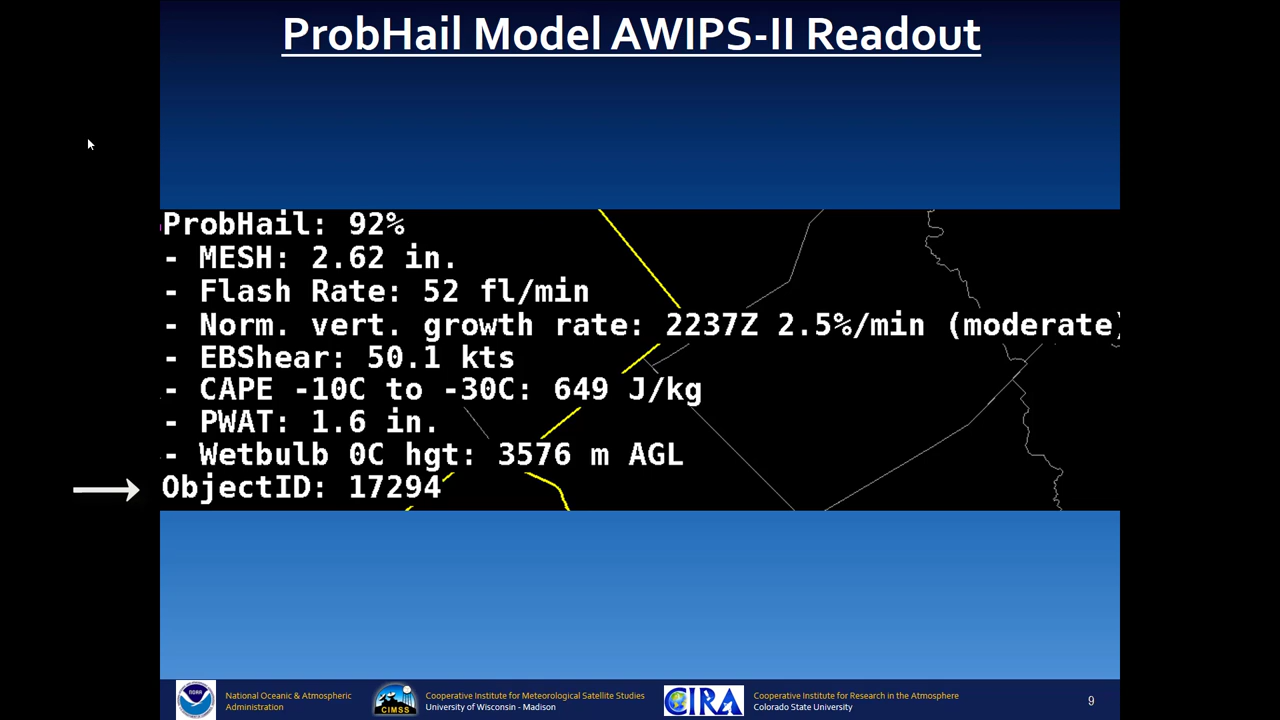 ProbHail Model AWIPS-II Readout
ProbHail: 92%
- MESH: 2.62 in.
- Flash Rate: 52 fl/min
- Norm. vert. growth rate: 2237Z 2.5%/min (moderate)
- EBShear: 50.1 kts
- CAPE -10C to -30C: 649 J/kg
- PWAT: 1.6 in.
- Wetbulb 0C hgt: 3576 m AGL
ObjectID: 17294
NOAA
National Oceanic & Atmospheric
Administration
CIMSS
Cooperative Institute for Meteorological Satellite Studies
University of Wisconsin - Madison
CIRA
Cooperative Institute for Research in the Atmosphere
Colorado State University
9